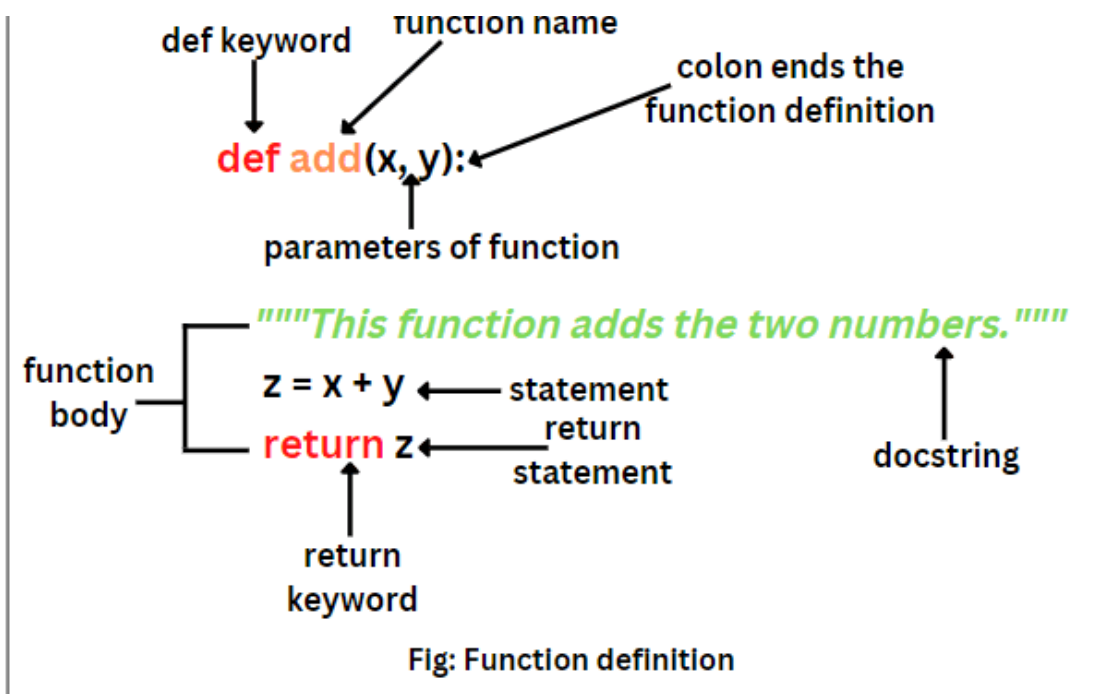 function name
def keyword
colon ends the
function definition
def add(x, y):
parameters of function
"""This function adds the two numbers."""
function
body
z = x + y
statement
return z
return
statement
docstring
return
keyword
Fig: Function definition